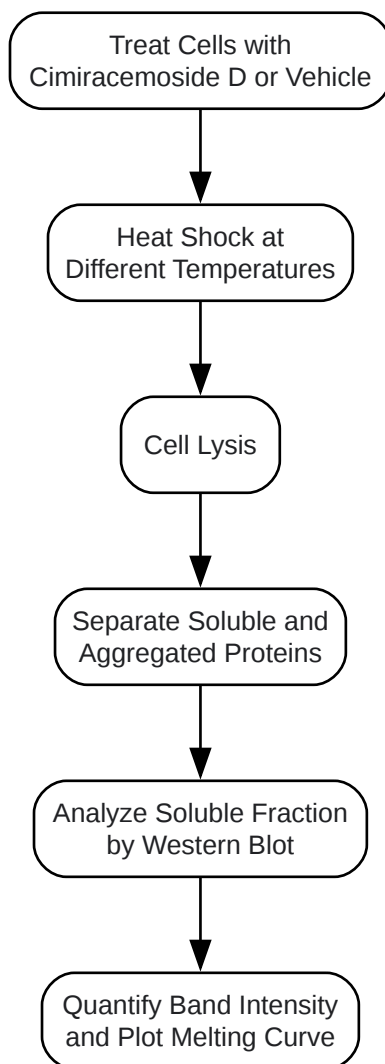 Treat Cells with
Cimiracemoside D or Vehicle
Heat Shock at
Different Temperatures
Cell Lysis
Separate Soluble and
Aggregated Proteins
Analyze Soluble Fraction
by Western Blot
Quantify Band Intensity
and Plot Melting Curve